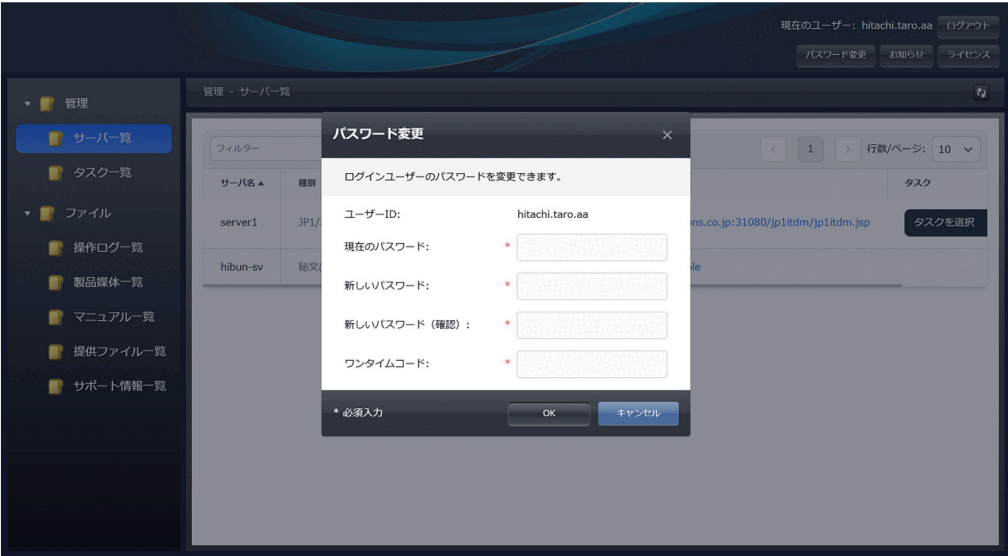 現在のユーザー: hitachi.taro.aa ログアウト
パスワード変更 お知らせ ライセンス
管理
サーバ一覧
タスク一覧
ファイル
操作ログ一覧
製品媒体一覧
マニュアル一覧
提供ファイル一覧
サポート情報一覧
管理 - サーバ一覧
フィルター
1
行数/ページ: 10
サーバ名 種別 タスク
server1 JP1/ ns.co.jp:31080/jp1itdm/jp1itdm.jsp タスクを選択
hibun-sv 秘文 le
パスワード変更
ログインユーザーのパスワードを変更できます。
ユーザーID: hitachi.taro.aa
現在のパスワード: *
新しいパスワード: *
新しいパスワード（確認）: *
ワンタイムコード: *
* 必須入力 OK キャンセル